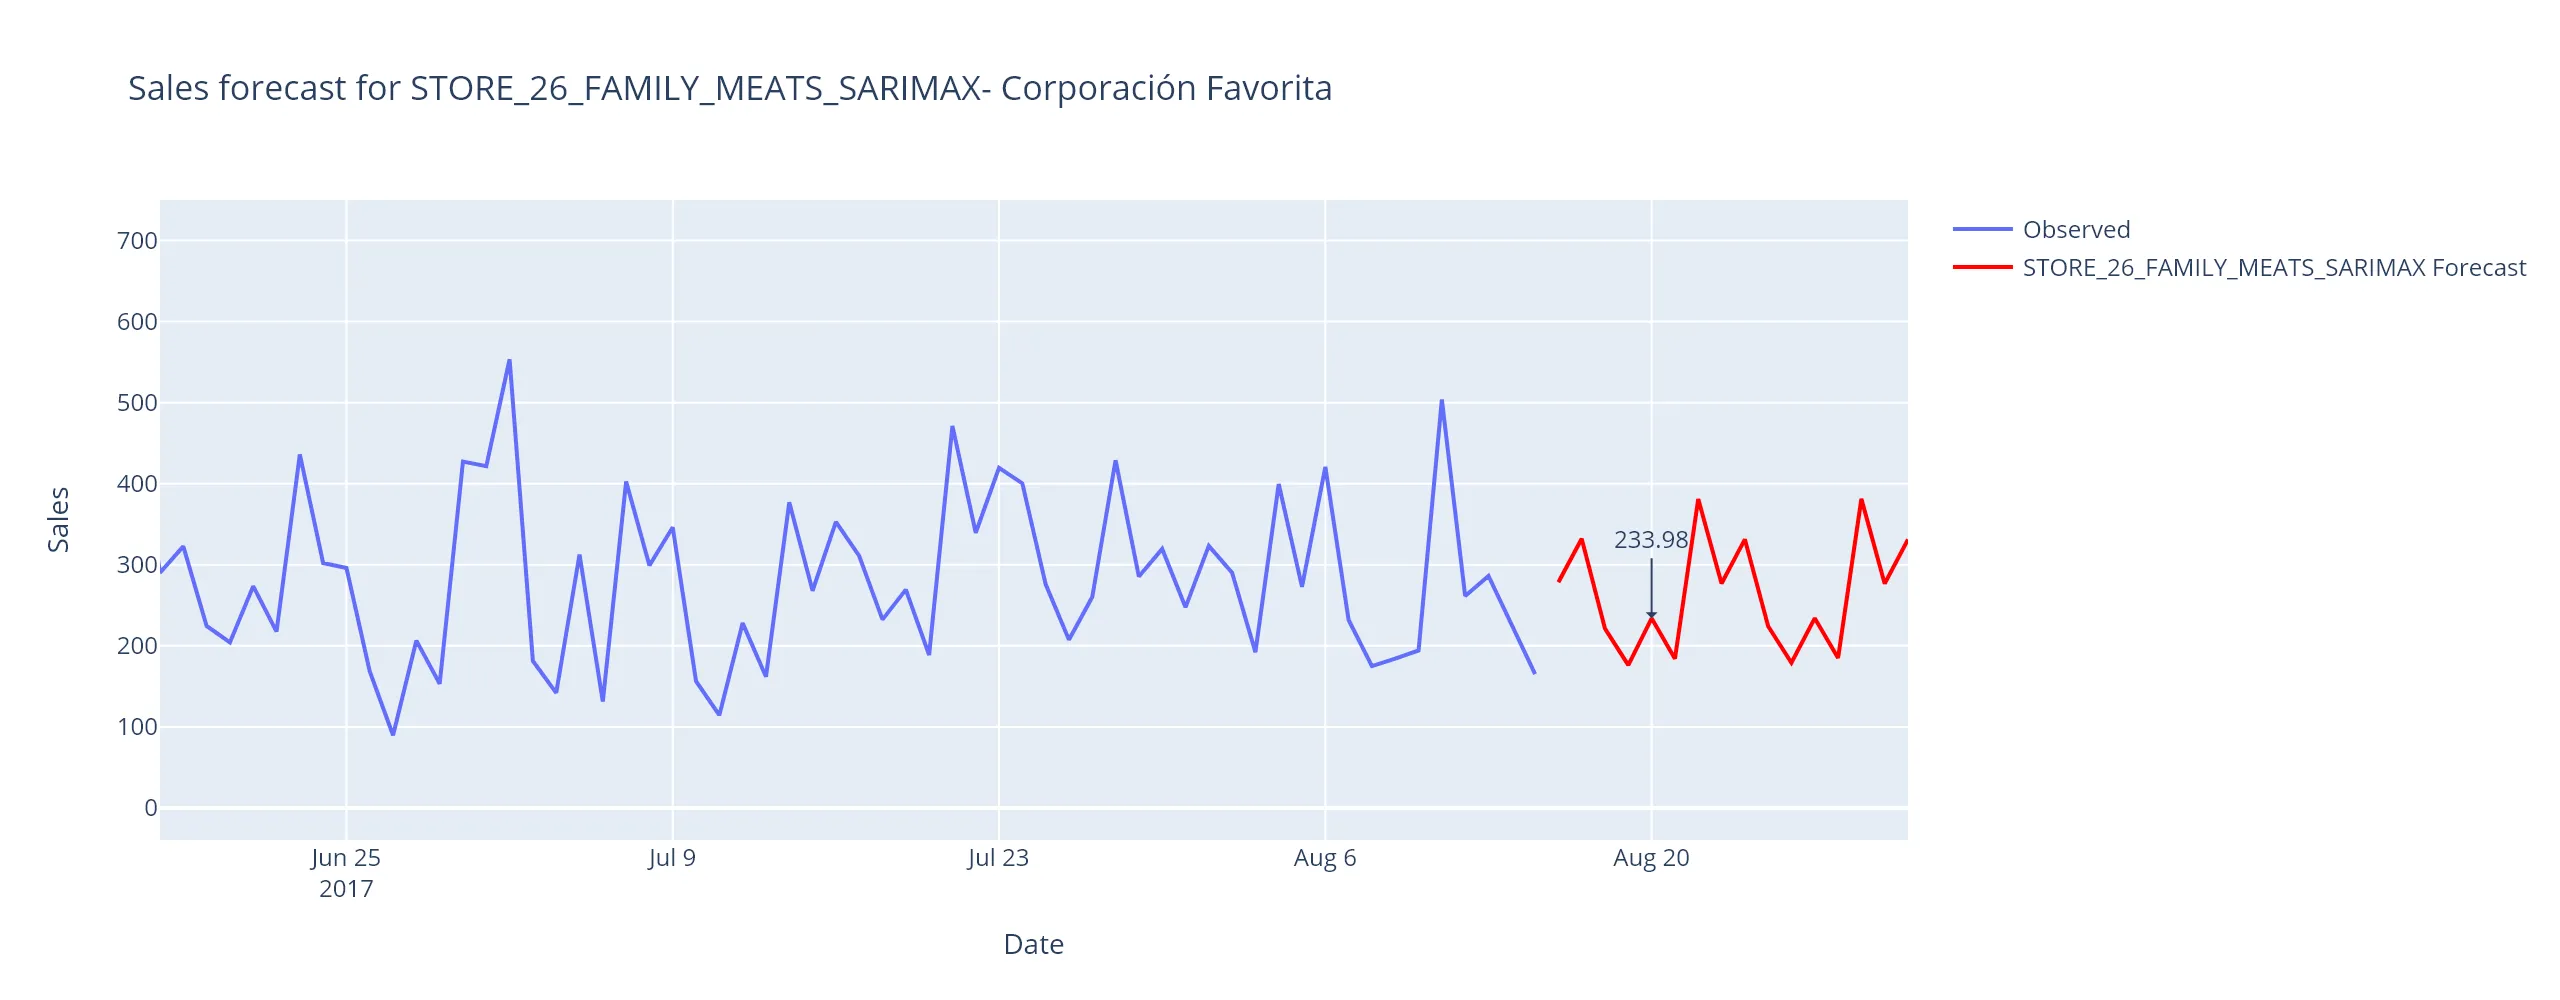 Sales forecast for STORE_26_FAMILY_MEATS_SARIMAX- Corporación Favorita
Observed
STORE_26_FAMILY_MEATS_SARIMAX Forecast
700
600
500
400
300
200
100
0
Sales
233.98
Jun 25
2017
Jul 9
Jul 23
Aug 6
Aug 20
Date